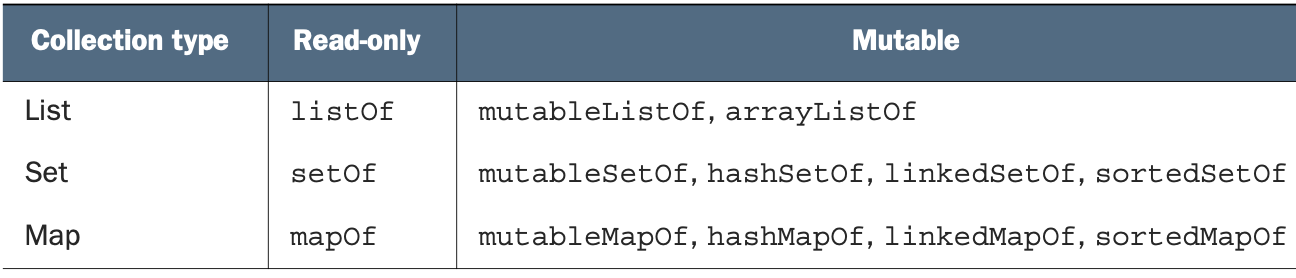 Collection type Read-only Mutable
List listOf mutableListOf, arrayListOf
Set setOf mutableSetOf, hashSetOf, linkedSetOf, sortedSetOf
Map mapOf mutableMapOf, hashMapOf, linkedMapOf, sortedMapOf